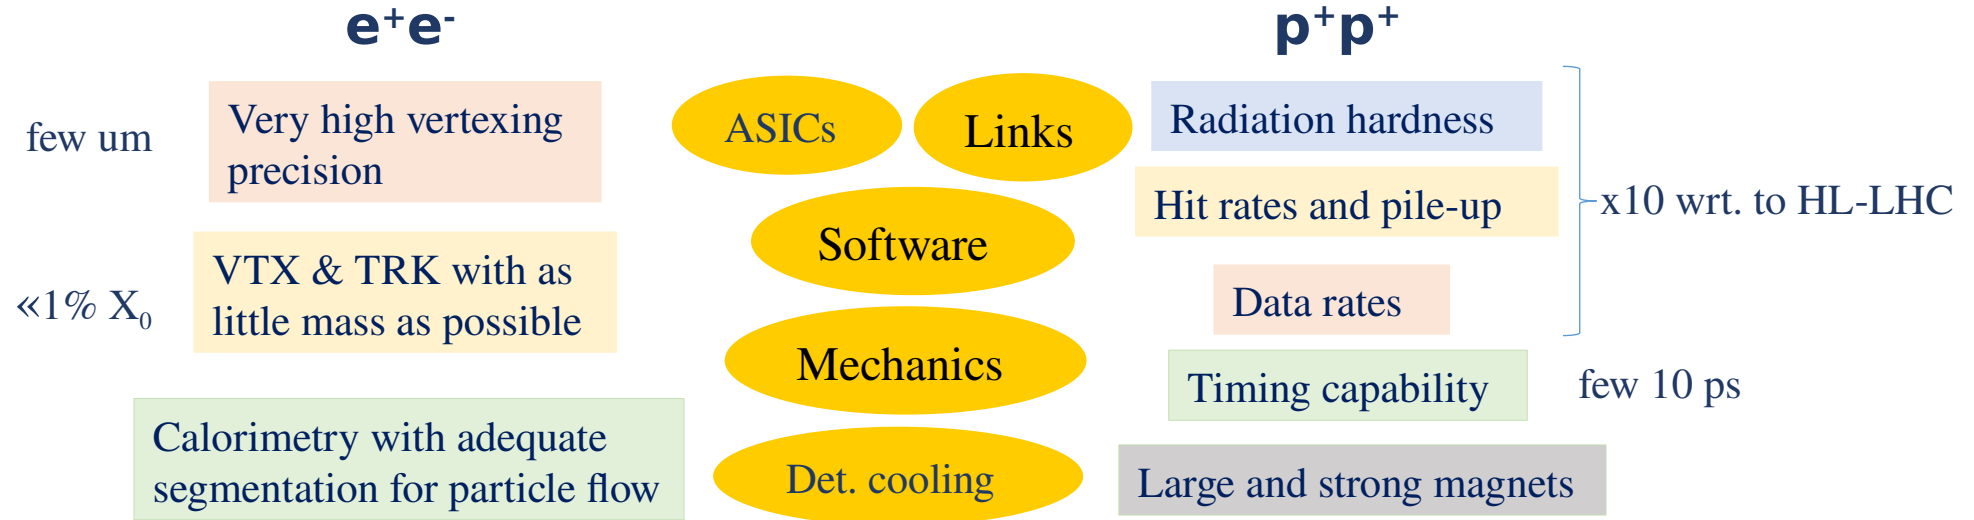 e⁺e⁻
few um
Very high vertexing
precision
«1% X₀
VTX & TRK with as
little mass as possible
Calorimetry with adequate
segmentation for particle flow
ASICs
Links
Software
Mechanics
Det. cooling
p⁺p⁺
Radiation hardness
Hit rates and pile-up
Data rates
x10 wrt. to HL-LHC
Timing capability
few 10 ps
Large and strong magnets